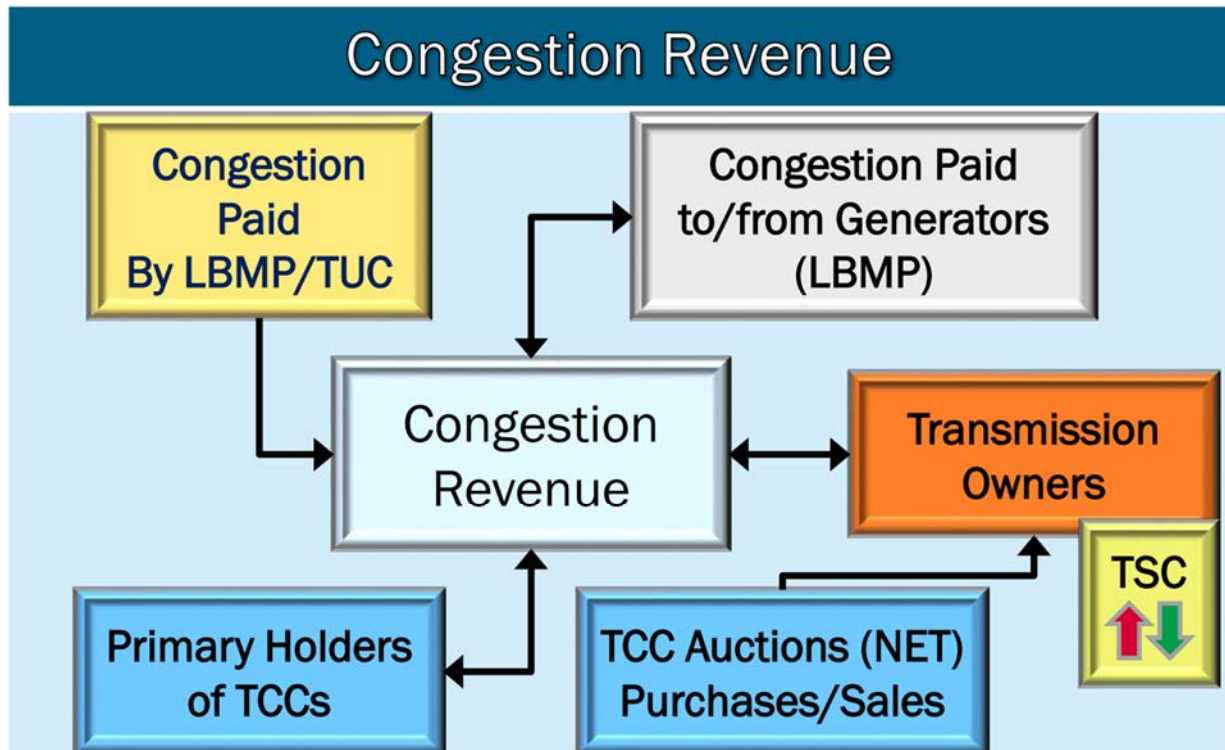 Congestion Revenue
Congestion
Paid
By LBMP/TUC
Congestion Paid
to/from Generators
(LBMP)
Congestion
Revenue
Transmission
Owners
TSC
Primary Holders
of TCCs
TCC Auctions (NET)
Purchases/Sales